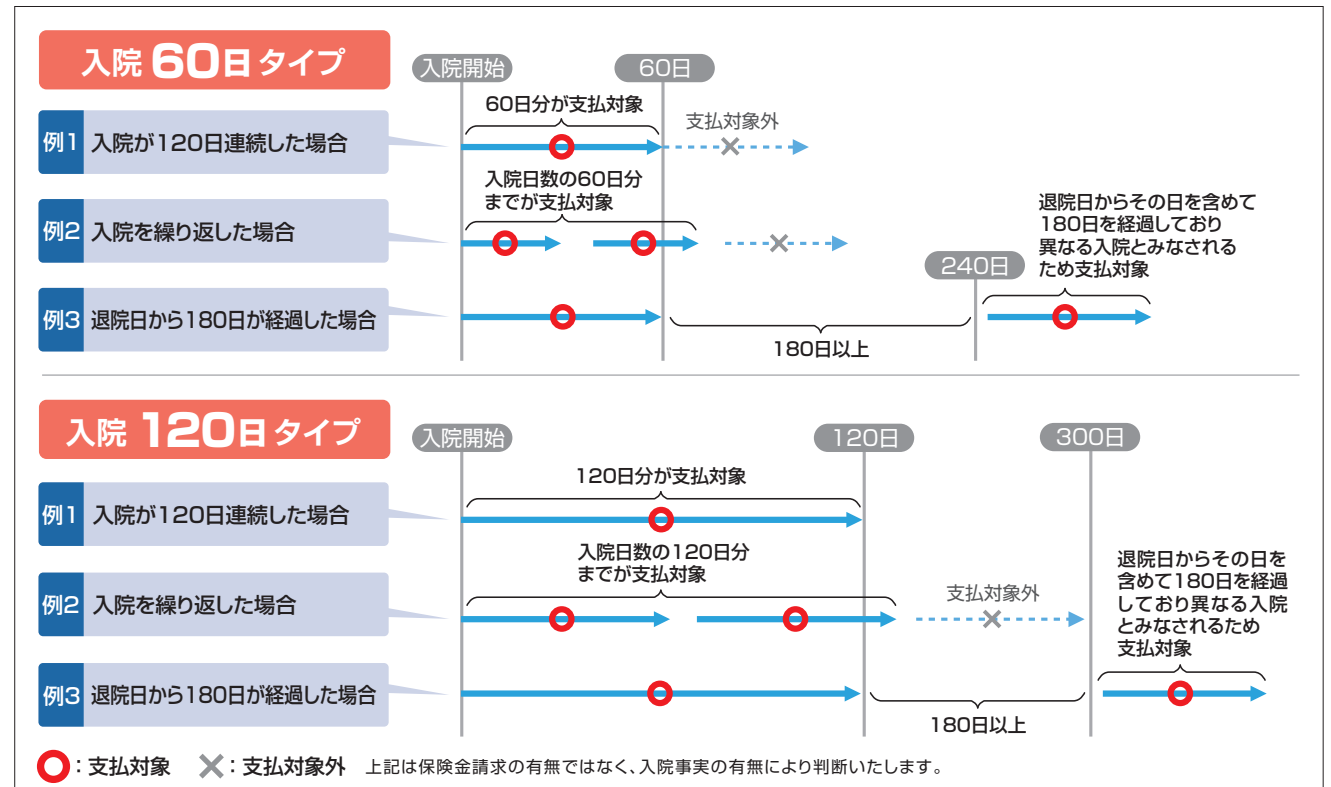 入院 60日 タイプ
入院開始
60日
例1 入院が120日連続した場合
60日分が支払対象
支払対象外
例2 入院を繰り返した場合
入院日数の60日分
までが支払対象
240日
退院日からその日を含めて
180日を経過しており
異なる入院とみなされる
ため支払対象
例3 退院日から180日が経過した場合
180日以上
入院 120日 タイプ
入院開始
120日
300日
例1 入院が120日連続した場合
120日分が支払対象
例2 入院を繰り返した場合
入院日数の120日分
までが支払対象
支払対象外
退院日からその日を
含めて180日を経過
しており異なる入院
とみなされるため
支払対象
例3 退院日から180日が経過した場合
180日以上
○:支払対象 ×:支払対象外 上記は保険金請求の有無ではなく、入院事実の有無により判断いたします。